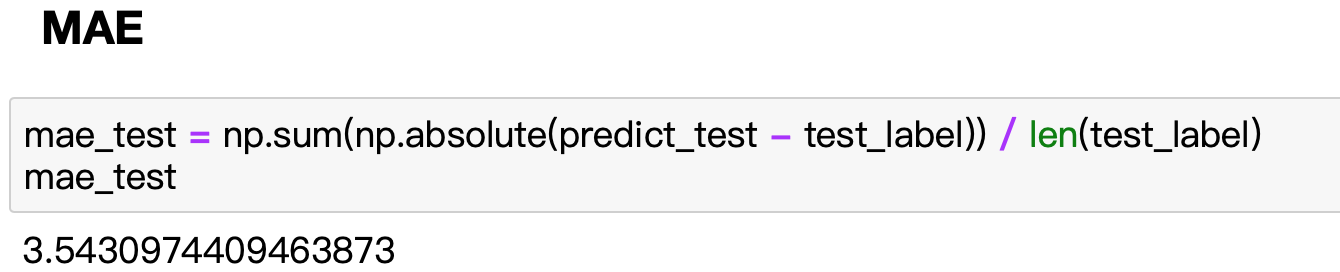 MAE
mae_test = np.sum(np.absolute(predict_test - test_label)) / len(test_label)
mae_test
3.5430974409463873